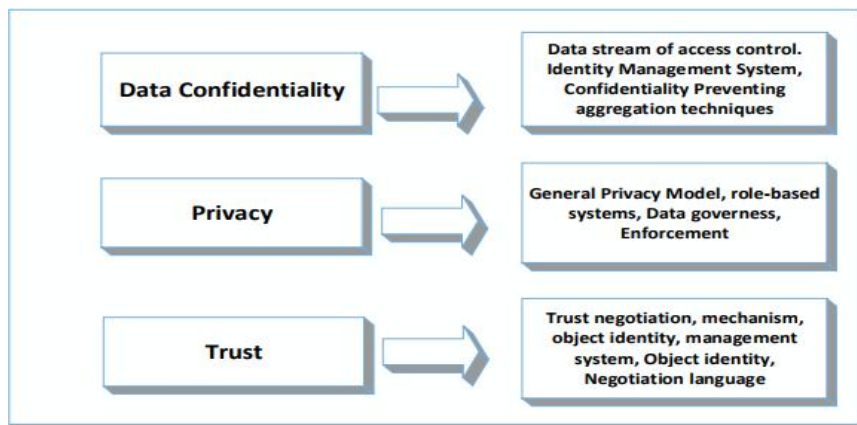 Data Confidentiality
Data stream of access control.
Identity Management System,
Confidentiality Preventing
aggregation techniques
Privacy
General Privacy Model, role-based
systems, Data governess,
Enforcement
Trust
Trust negotiation, mechanism,
object identity, management
system, Object identity,
Negotiation language